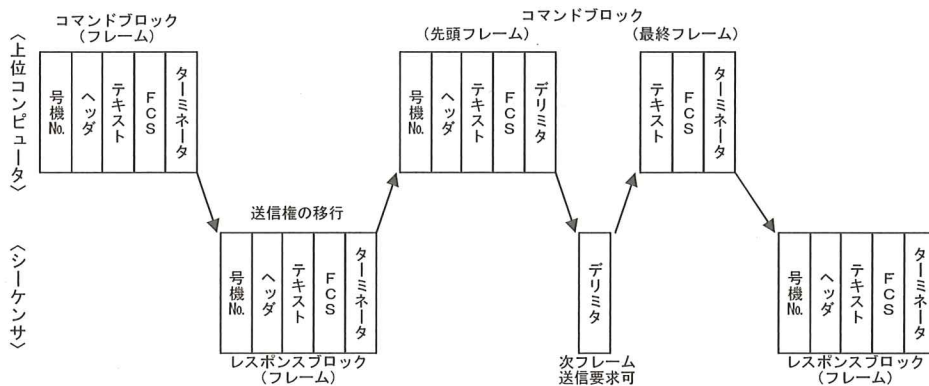 コマンドブロック
(フレーム)
コマンドブロック
(先頭フレーム)
(最終フレーム)
〈上位コンピュータ〉
号機No.
ヘッダ
テキスト
FCS
ターミネータ
号機No.
ヘッダ
テキスト
FCS
デリミタ
テキスト
FCS
ターミネータ
送信権の移行
〈シーケンサ〉
号機No.
ヘッダ
テキスト
FCS
ターミネータ
デリミタ
号機No.
ヘッダ
テキスト
FCS
ターミネータ
レスポンスブロック
(フレーム)
次フレーム
送信要求可
レスポンスブロック
(フレーム)